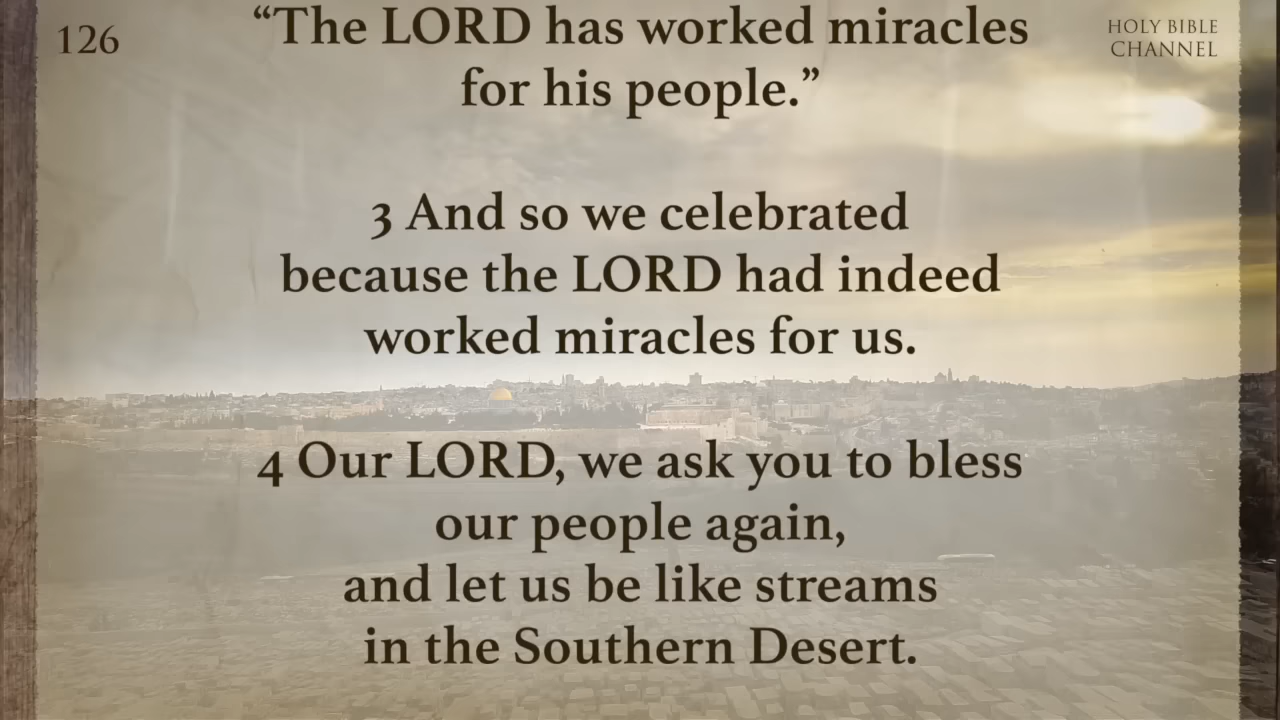 126
HOLY BIBLE
CHANNEL
“The LORD has worked miracles
for his people.”
3 And so we celebrated
because the LORD had indeed
worked miracles for us.
4 Our LORD, we ask you to bless
our people again,
and let us be like streams
in the Southern Desert.